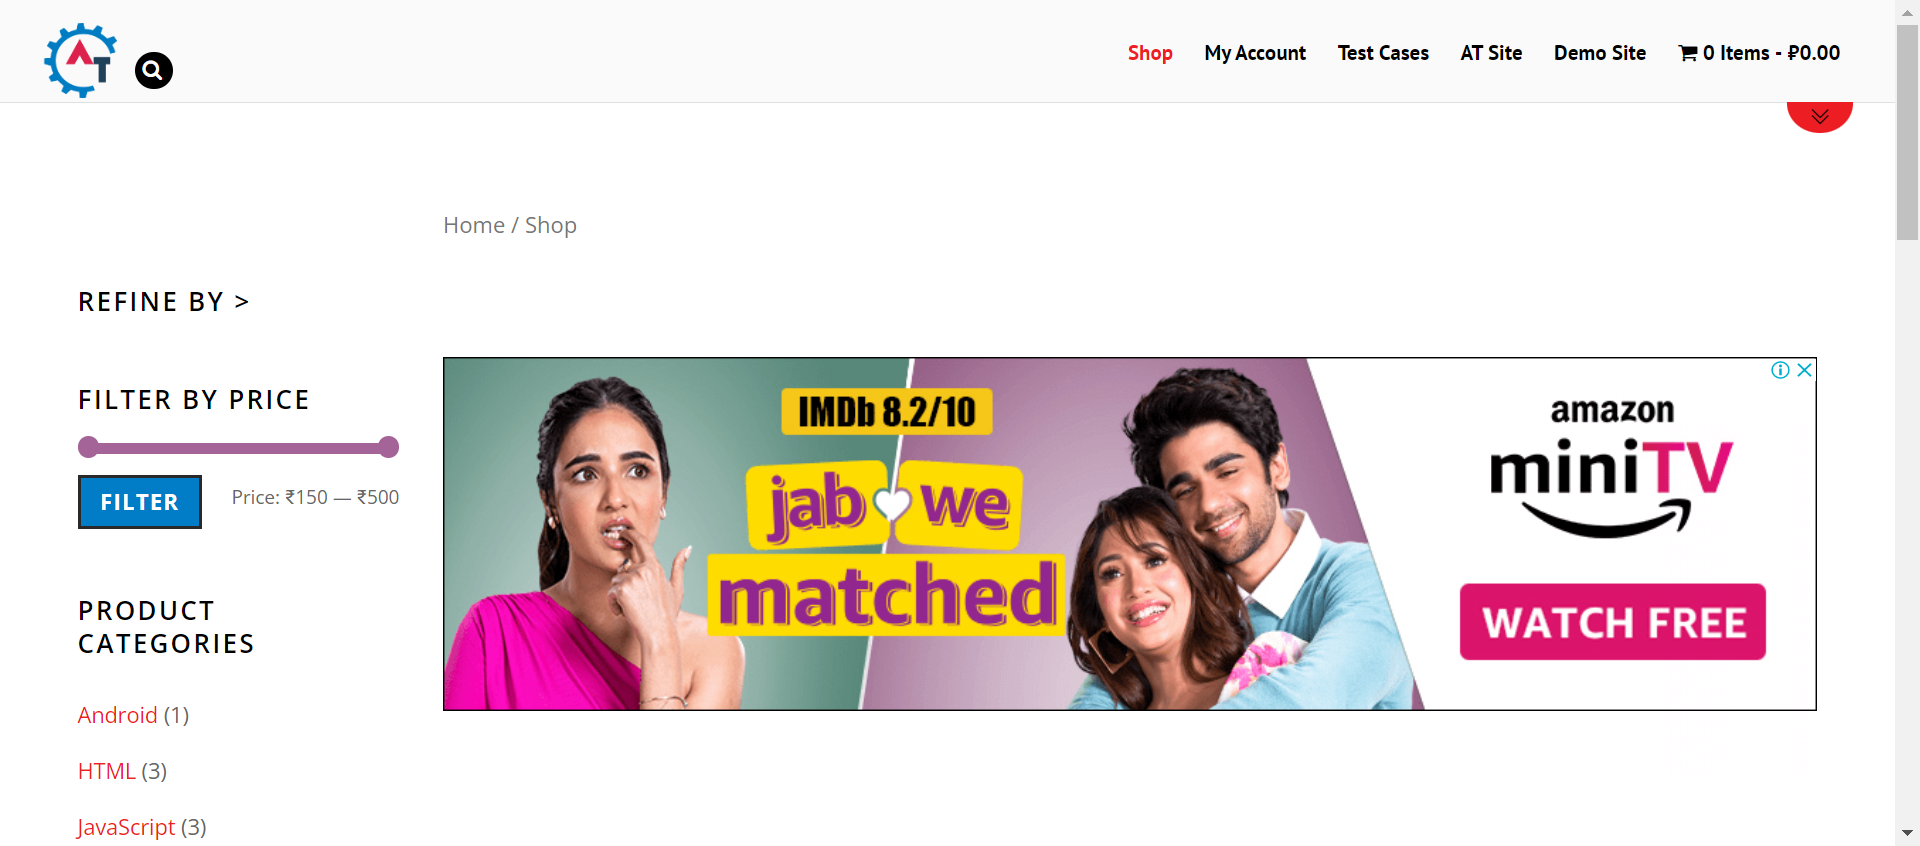 AT
Shop
My Account
Test Cases
AT Site
Demo Site
0 Items - ₽0.00
Home / Shop
REFINE BY >
FILTER BY PRICE
FILTER
Price: ₹150 — ₹500
PRODUCT
CATEGORIES
Android (1)
HTML (3)
JavaScript (3)
IMDb 8.2/10
jab we
matched
amazon
miniTV
WATCH FREE